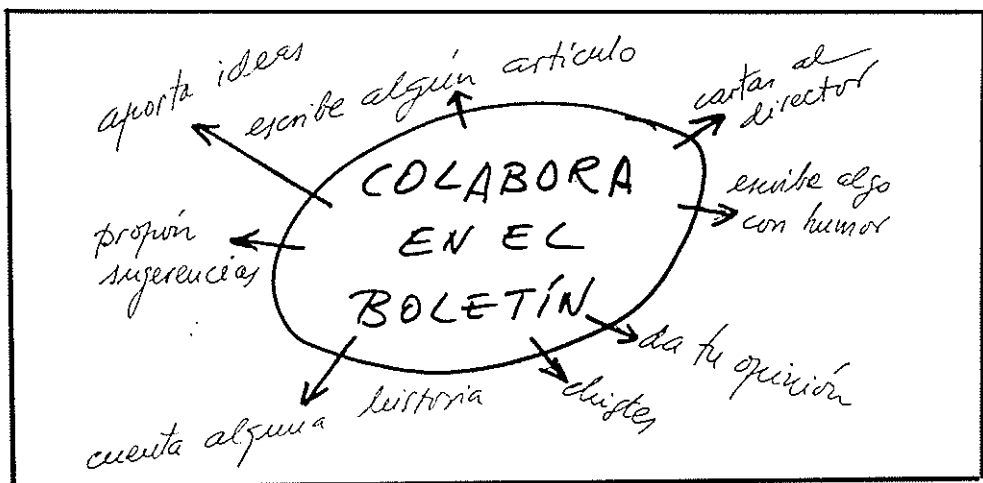 aporta ideas
escribe algún artículo
cartas al
director
COLABORA
EN EL
BOLETÍN
escribe algo
con humor
propón
sugerencias
da tu opinión
chistes
cuenta alguna historia